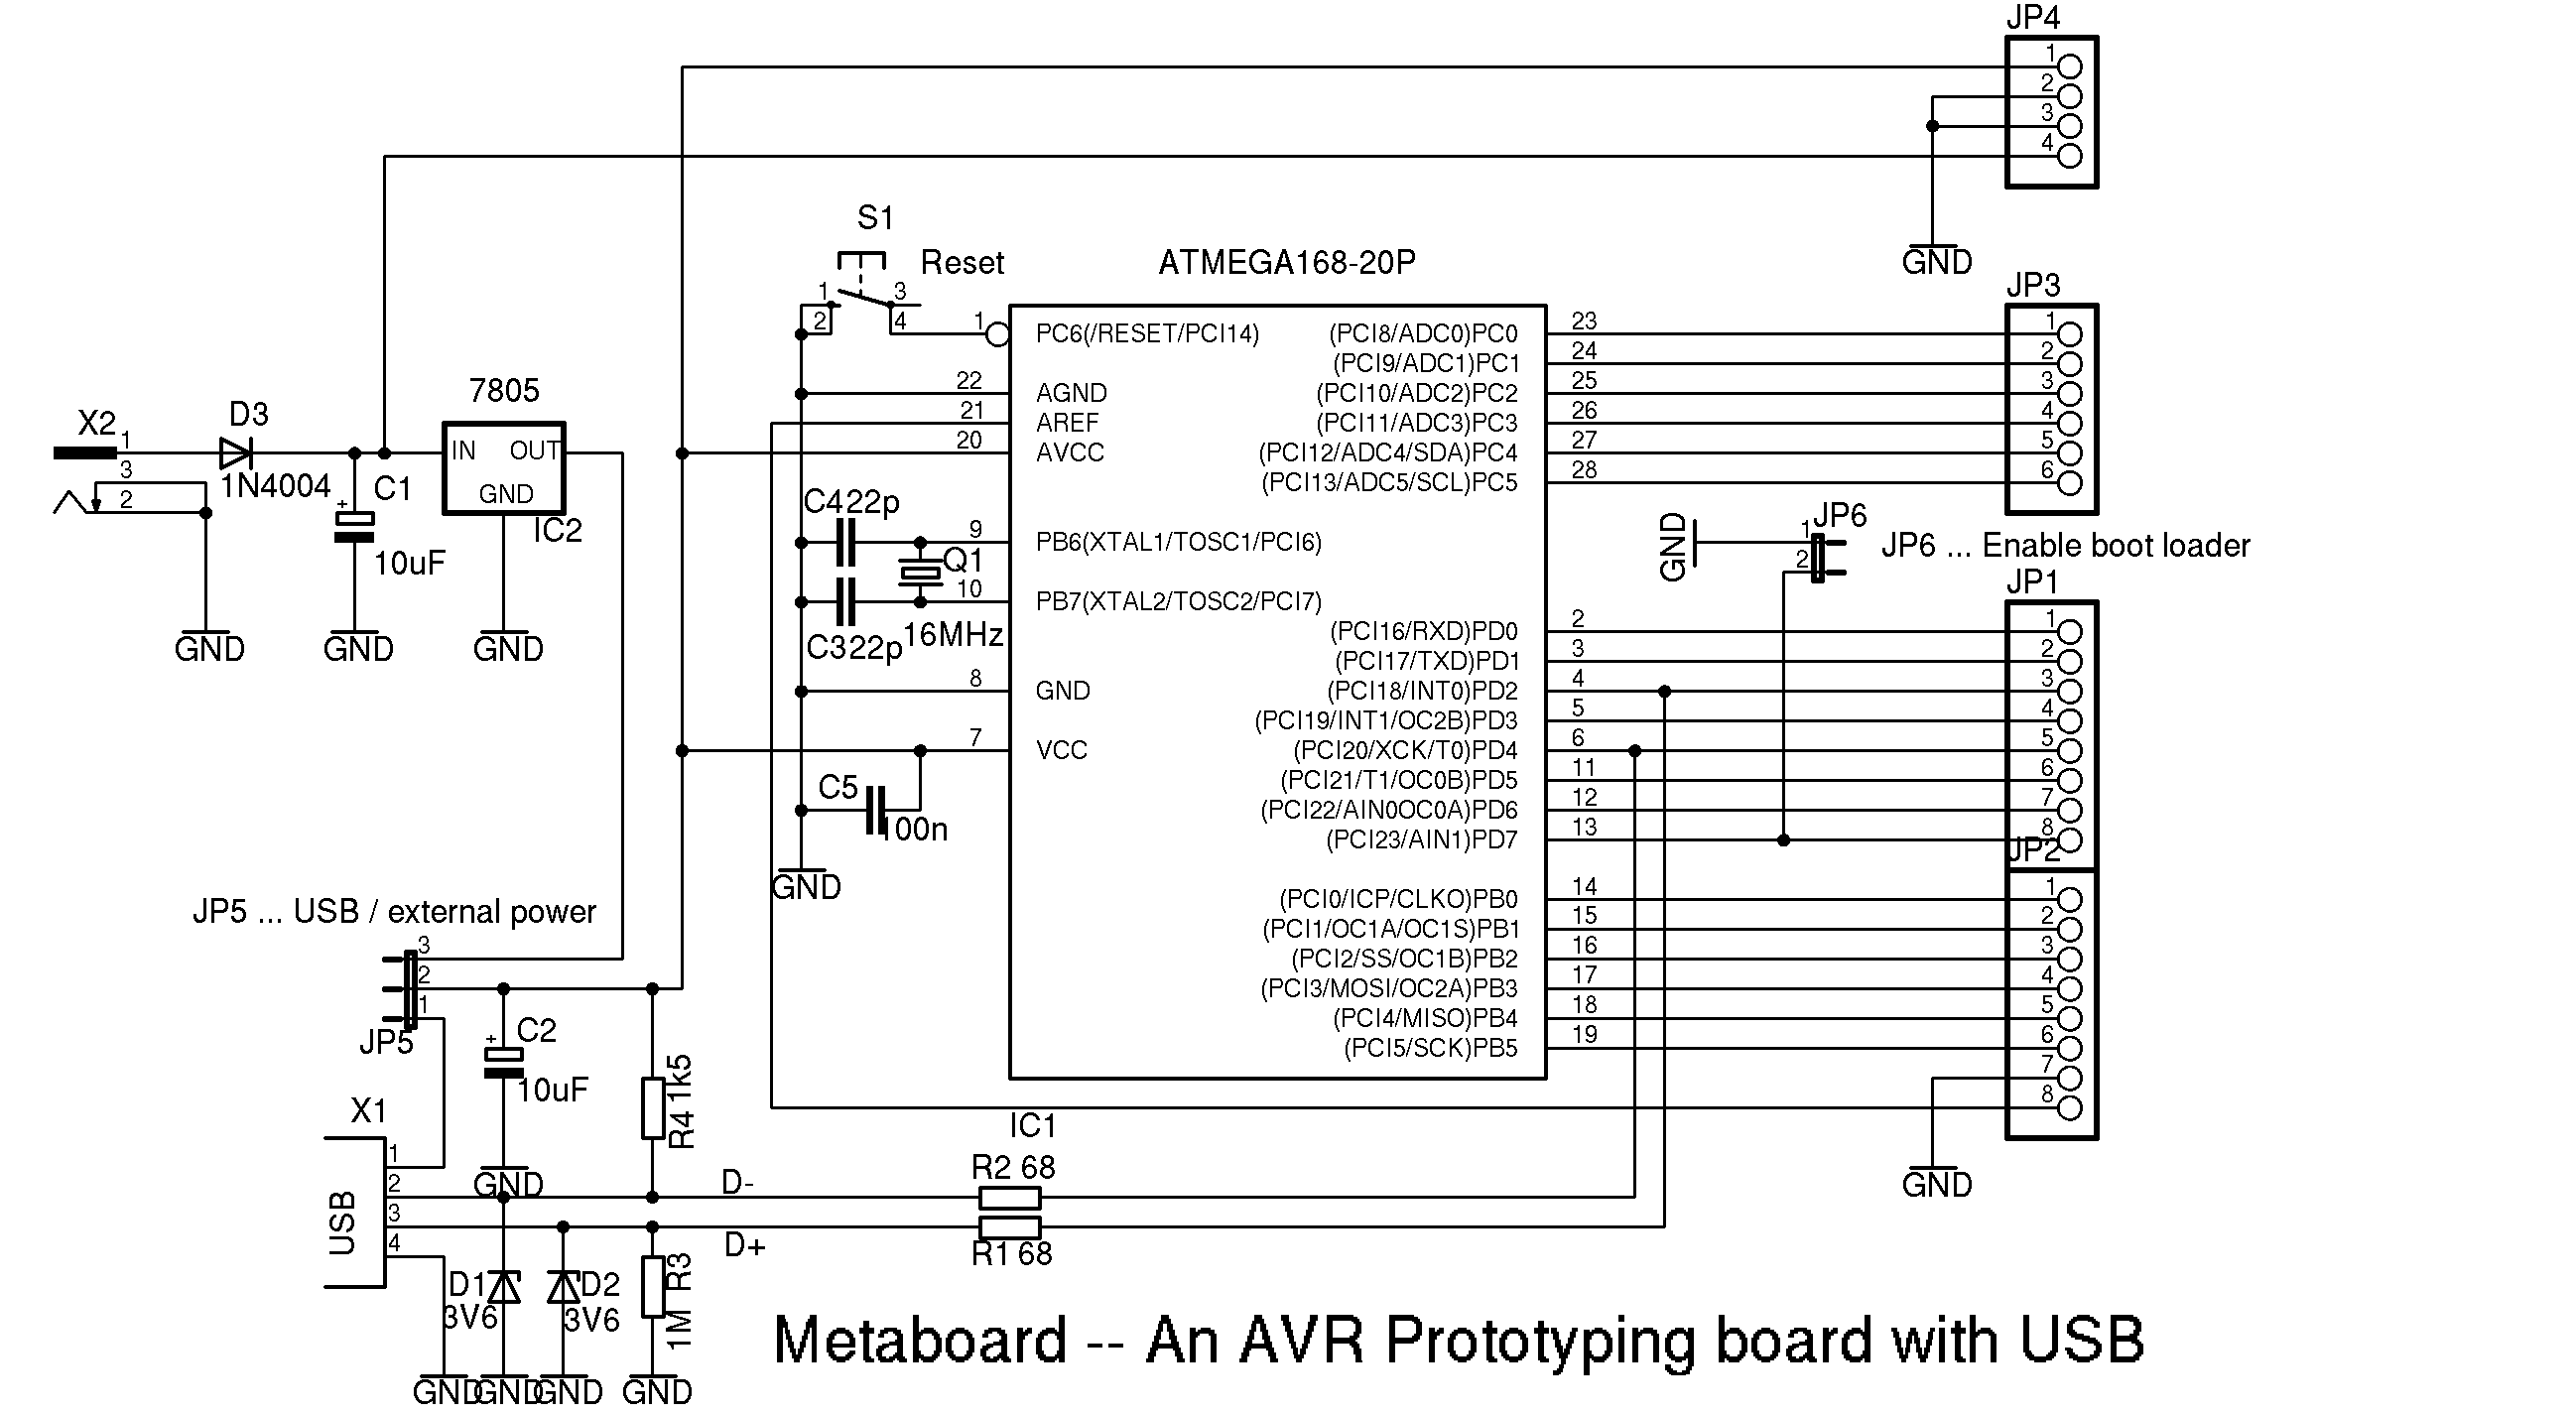 JP4
1
2
3
4
GND
S1
Reset
1
2
3
4
ATMEGA168-20P
JP3
1
2
3
4
5
6
1 PC6(/RESET/PCI14)
22 AGND
21 AREF
20 AVCC
9 PB6(XTAL1/TOSC1/PCI6)
10 PB7(XTAL2/TOSC2/PCI7)
8 GND
7 VCC
(PCI8/ADC0)PC0 23
(PCI9/ADC1)PC1 24
(PCI10/ADC2)PC2 25
(PCI11/ADC3)PC3 26
(PCI12/ADC4/SDA)PC4 27
(PCI13/ADC5/SCL)PC5 28
(PCI16/RXD)PD0 2
(PCI17/TXD)PD1 3
(PCI18/INT0)PD2 4
(PCI19/INT1/OC2B)PD3 5
(PCI20/XCK/T0)PD4 6
(PCI21/T1/OC0B)PD5 11
(PCI22/AIN0OC0A)PD6 12
(PCI23/AIN1)PD7 13
(PCI0/ICP/CLKO)PB0 14
(PCI1/OC1A/OC1S)PB1 15
(PCI2/SS/OC1B)PB2 16
(PCI3/MOSI/OC2A)PB3 17
(PCI4/MISO)PB4 18
(PCI5/SCK)PB5 19
IC1
X2
1
3
2
D3
1N4004
C1
+
10uF
7805
IN OUT
GND
IC2
GND
GND
GND
C4 22p
Q1
C3 22p
16MHz
C5
100n
GND
GND
1
2
JP6
JP6 ... Enable boot loader
JP1
1
2
3
4
5
6
7
8
JP2
1
2
3
4
5
6
7
8
GND
JP5 ... USB / external power
3
2
1
JP5
C2
+
10uF
GND
R4 1k5
X1
USB
1
2
3
4
D-
D+
R2 68
R1 68
D1
3V6
D2
3V6
1M R3
GND
GND
GND
GND
Metaboard -- An AVR Prototyping board with USB